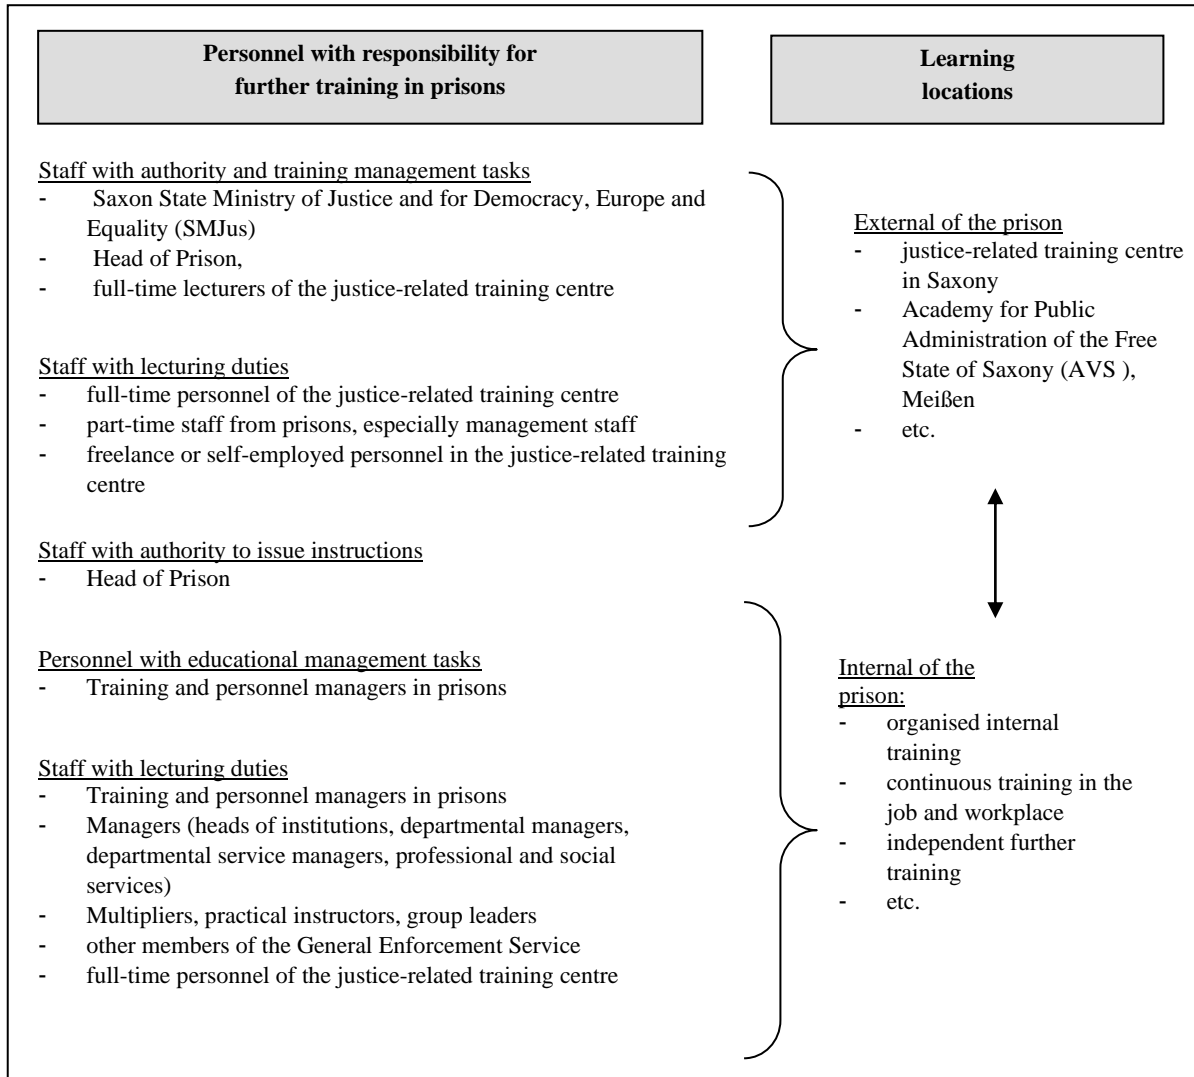 Personnel with responsibility for
further training in prisons
Staff with authority and training management tasks
- Saxon State Ministry of Justice and for Democracy, Europe and
Equality (SMJus)
- Head of Prison,
- full-time lecturers of the justice-related training centre
Staff with lecturing duties
- full-time personnel of the justice-related training centre
- part-time staff from prisons, especially management staff
- freelance or self-employed personnel in the justice-related training
centre
Staff with authority to issue instructions
- Head of Prison
Personnel with educational management tasks
- Training and personnel managers in prisons
Staff with lecturing duties
- Training and personnel managers in prisons
- Managers (heads of institutions, departmental managers,
departmental service managers, professional and social
services)
- Multipliers, practical instructors, group leaders
- other members of the General Enforcement Service
- full-time personnel of the justice-related training centre
Learning
locations
External of the prison
- justice-related training centre
in Saxony
- Academy for Public
Administration of the Free
State of Saxony (AVS ),
Meißen
- etc.
Internal of the
prison:
- organised internal
training
- continuous training in the
job and workplace
- independent further
training
- etc.